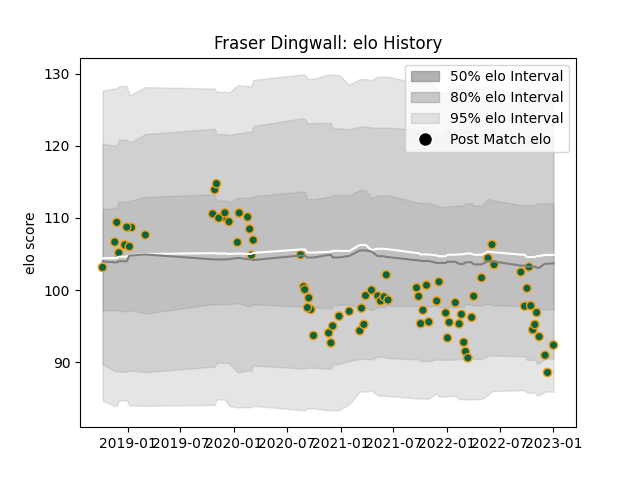 Fraser Dingwall: elo History
50% elo Interval
80% elo Interval
95% elo Interval
Post Match elo
elo score
130
120
110
100
90
2019-01 2019-07 2020-01 2020-07 2021-01 2021-07 2022-01 2022-07 2023-01